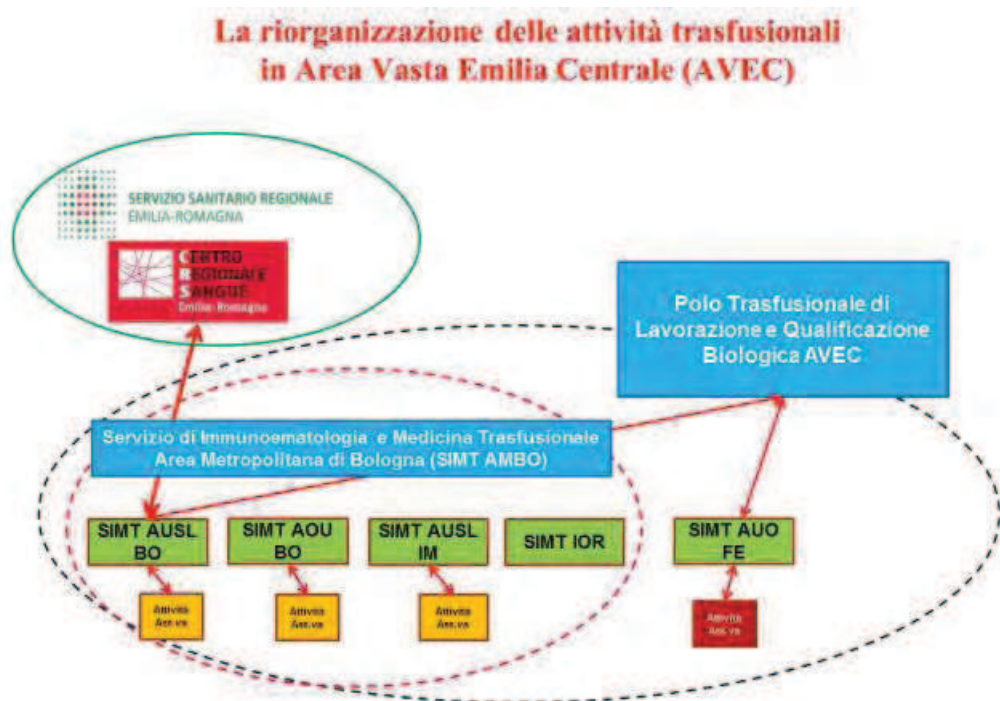 La riorganizzazione delle attività trasfusionali
in Area Vasta Emilia Centrale (AVEC)
SERVIZIO SANITARIO REGIONALE
EMILIA-ROMAGNA
CENTRO
REGIONALE
SANGUE
Emilia-Romagna
Polo Trasfusionale di
Lavorazione e Qualificazione
Biologica AVEC
Servizio di Immunoematologia e Medicina Trasfusionale
Area Metropolitana di Bologna (SIMT AMBO)
SIMT AUSL
BO
SIMT AOU
BO
SIMT AUSL
IM
SIMT IOR
SIMT AUO
FE
Attività
Ass.va
Attività
Ass.va
Attività
Ass.va
Attività
Ass.va